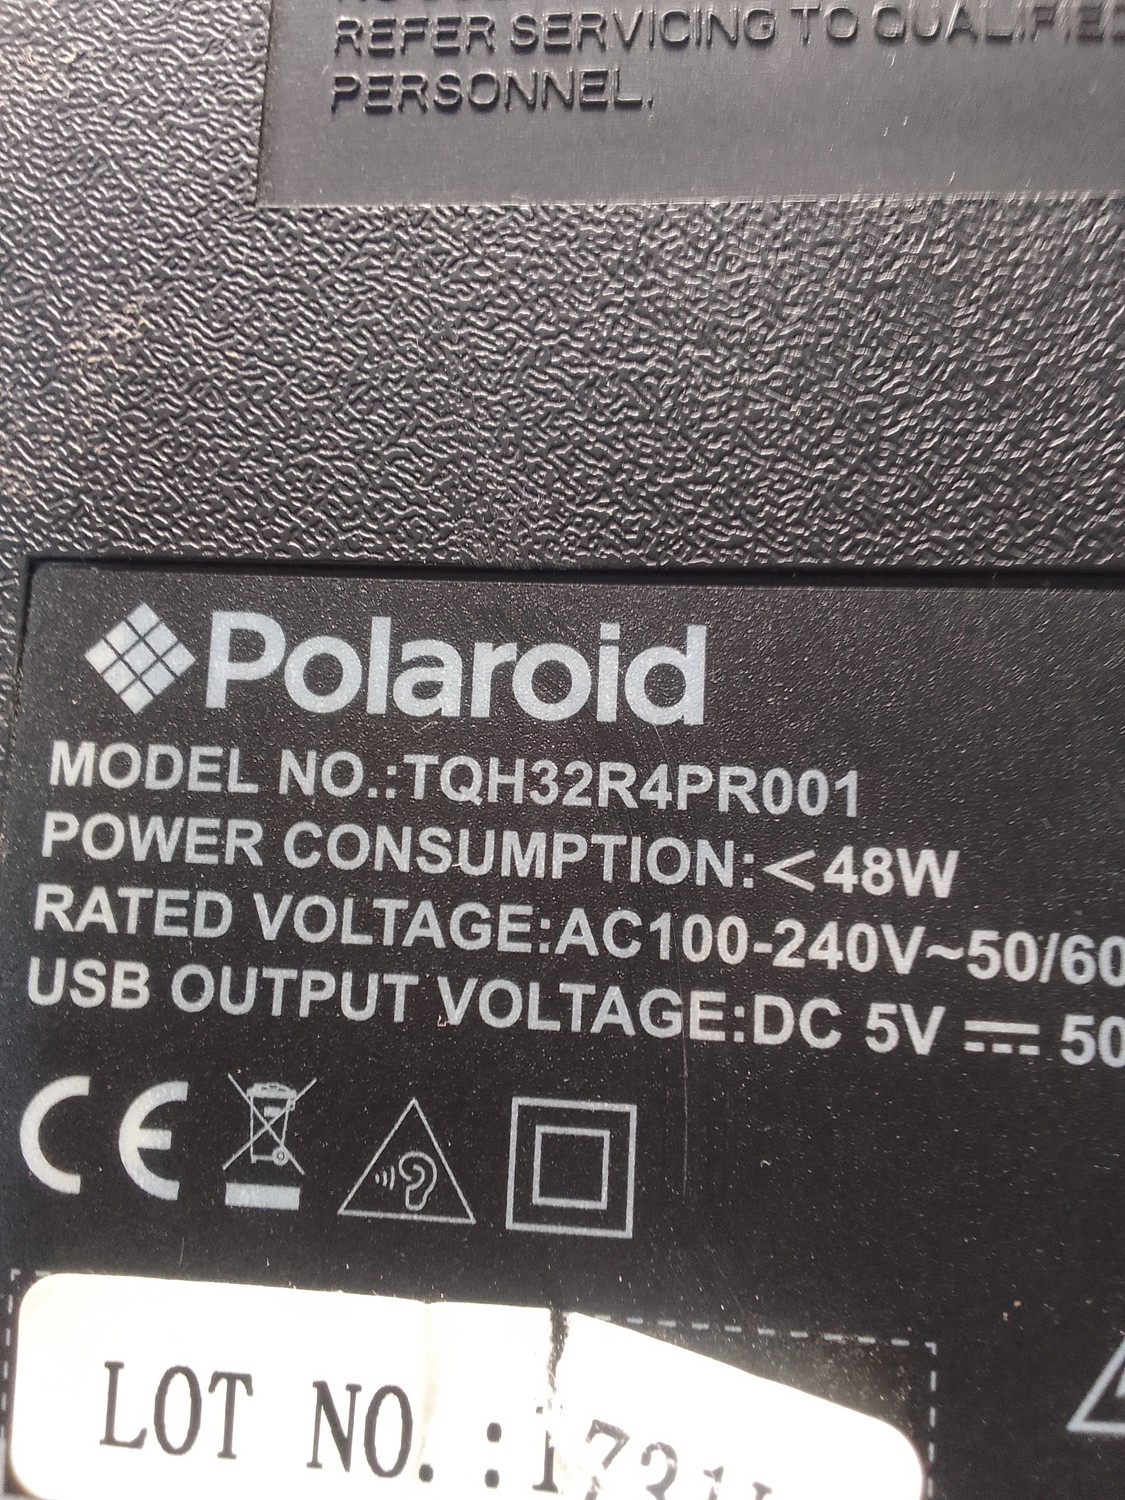 REFER SERVICING TO QUALIFIED
PERSONNEL.
Polaroid
MODEL NO.:TQH32R4PR001
POWER CONSUMPTION:<48W
RATED VOLTAGE:AC100-240V~50/60
USB OUTPUT VOLTAGE:DC 5V ⎓ 50
CE
LOT NO.: